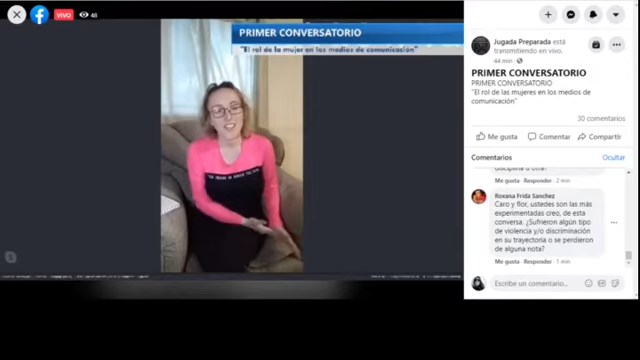 VIVO
48
PRIMER CONVERSATORIO
"El rol de la mujer en los medios de comunicación"
Jugada Preparada está
transmitiendo en vivo.
44 min
PRIMER CONVERSATORIO
PRIMER CONVERSATORIO
"El rol de las mujeres en los medios de
comunicación"
30 comentarios
Me gusta
Comentar
Compartir
Comentarios
Ocultar
disciplina u otra?
Me gusta · Responder · 2 min
Roxana Frida Sanchez
Caro y flor, ustedes son las más
experimentadas creo, de esta
conversa. ¿Sufrieron algún tipo
de violencia y/o discriminación
en su trayectoria o se perdieron
de alguna nota?
Me gusta · Responder · 1 min
Escribe un comentario...